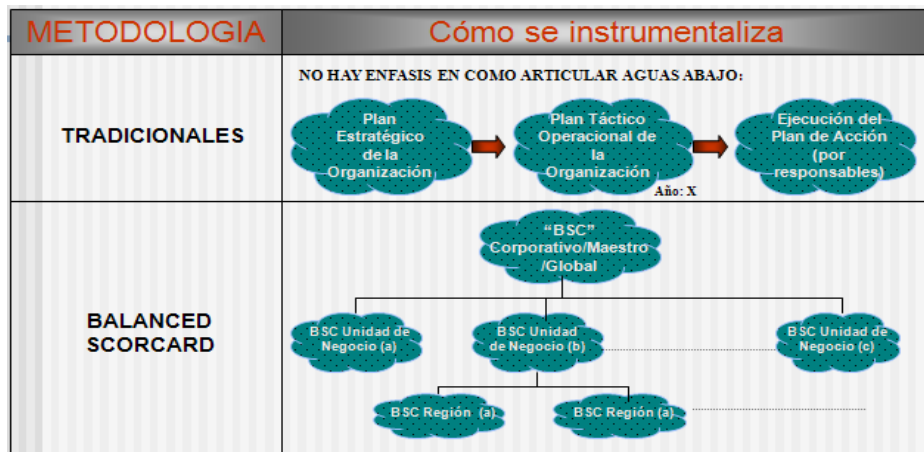 METODOLOGIA
Cómo se instrumentaliza
NO HAY ENFASIS EN COMO ARTICULAR AGUAS ABAJO:
TRADICIONALES
Plan
Estratégico
de la
Organización
Plan Táctico
Operacional de
la
Organización
Ejecución del
Plan de Acción
(por
responsables)
Año: X
BALANCED
SCORCARD
“BSC”
Corporativo/Maestro
/Global
BSC Unidad de
Negocio (a)
BSC Unidad
de Negocio (b)
BSC Unidad de
Negocio (c)
BSC Región (a)
BSC Región (a)